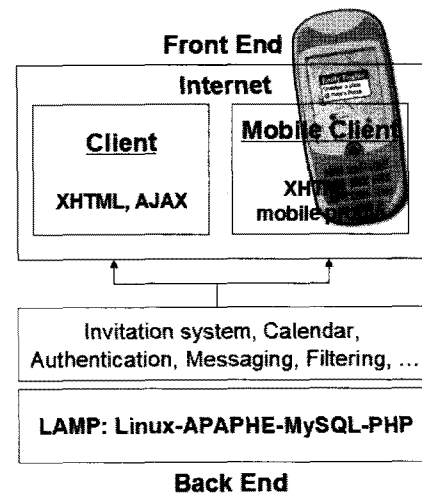 Front End
Internet
Client
XHTML, AJAX
Mobile Client
mobile
Invitation system, Calendar,
Authentication, Messaging, Filtering, ...
LAMP: Linux-APAPHE-MySQL-PHP
Back End